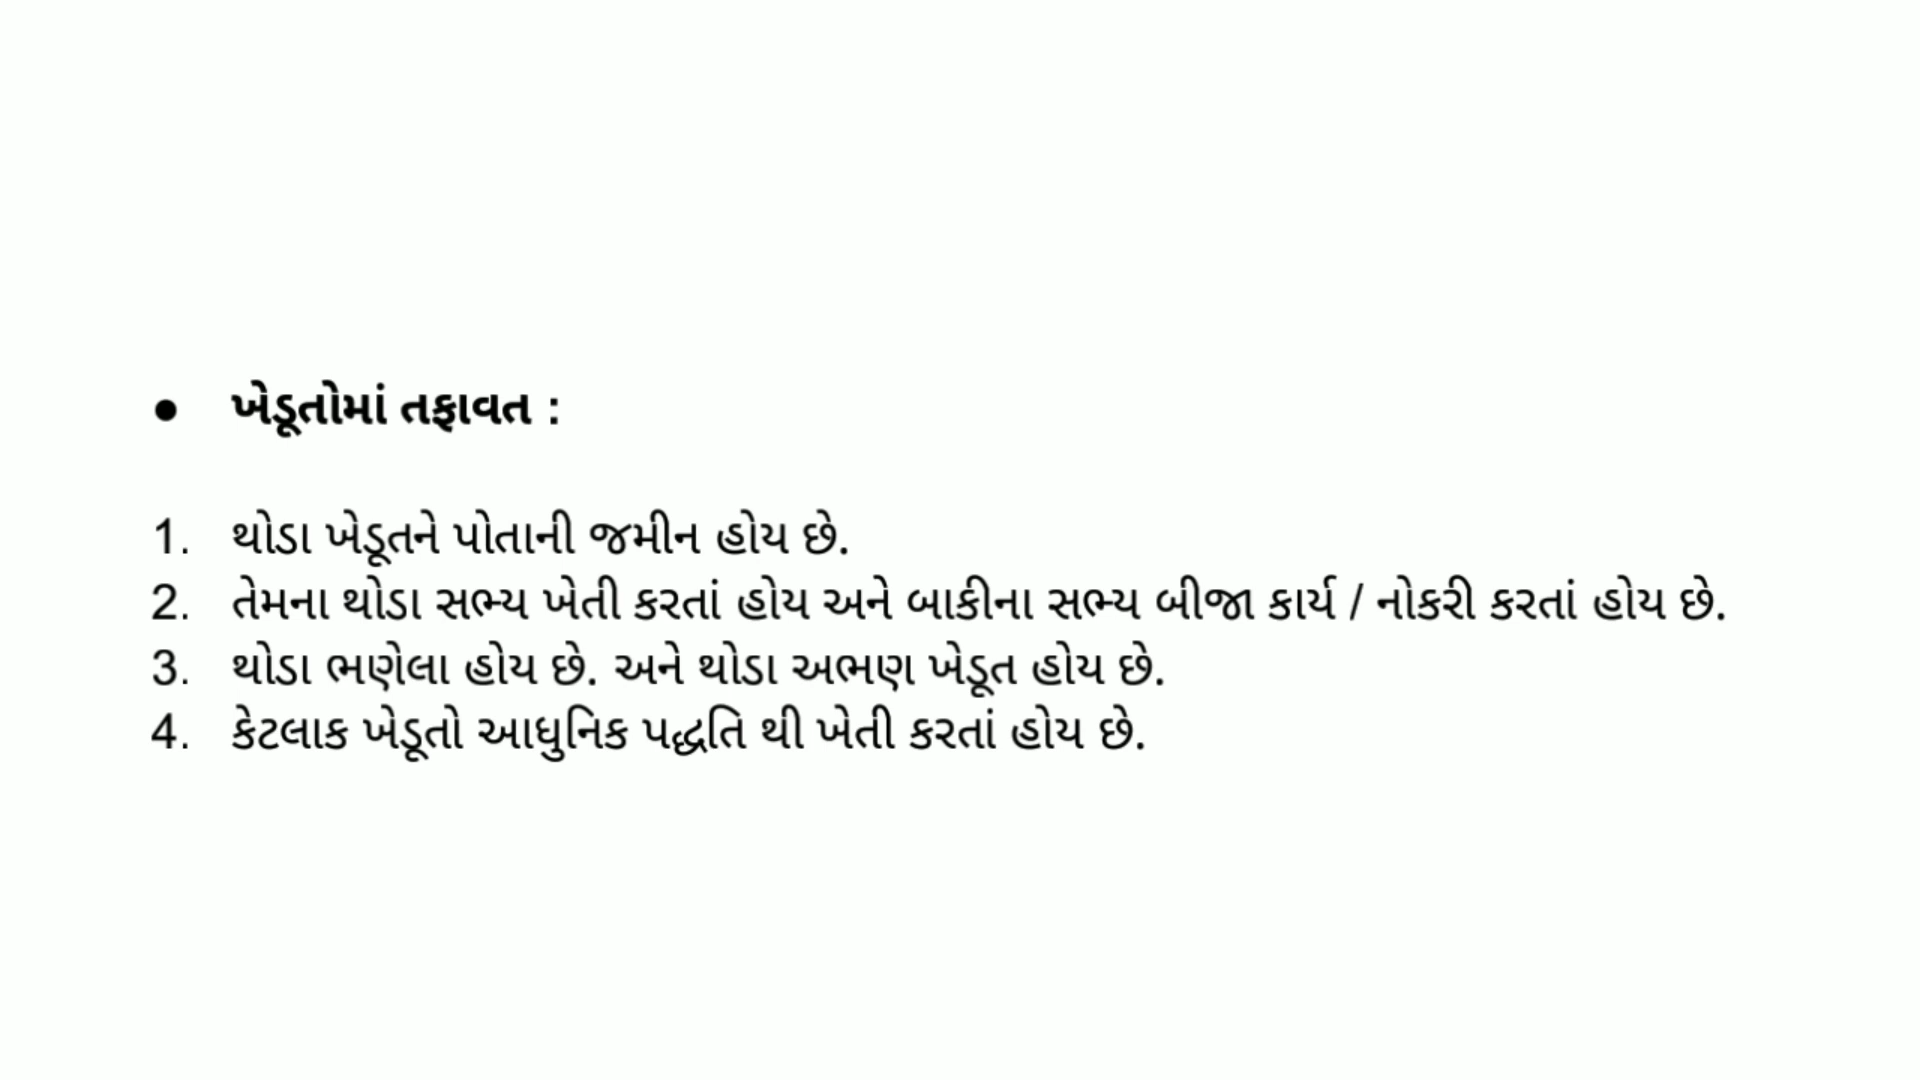 ● ખેડૂતોમાં તફાવત :
1. થોડા ખેડૂતને પોતાની જમીન હોય છે.
2. તેમના થોડા સભ્ય ખેતી કરતાં હોય અને બાકીના સભ્ય બીજા કાર્ય / નોકરી કરતાં હોય છે.
3. થોડા ભણેલા હોય છે. અને થોડા અભણ ખેડૂત હોય છે.
4. કેટલાક ખેડૂતો આધુનિક પદ્ધતિ થી ખેતી કરતાં હોય છે.